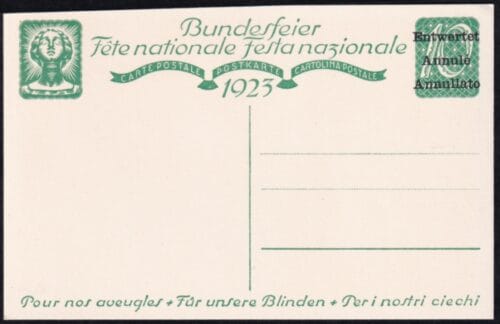 Bundesfeier
Fête nationale Festa nazionale
CARTE POSTALE POSTKARTE CARTOLINA POSTALE
1923
10
Entwertet
Annulé
Annullato
Pour nos aveugles + Für unsere Blinden + Per i nostri ciechi